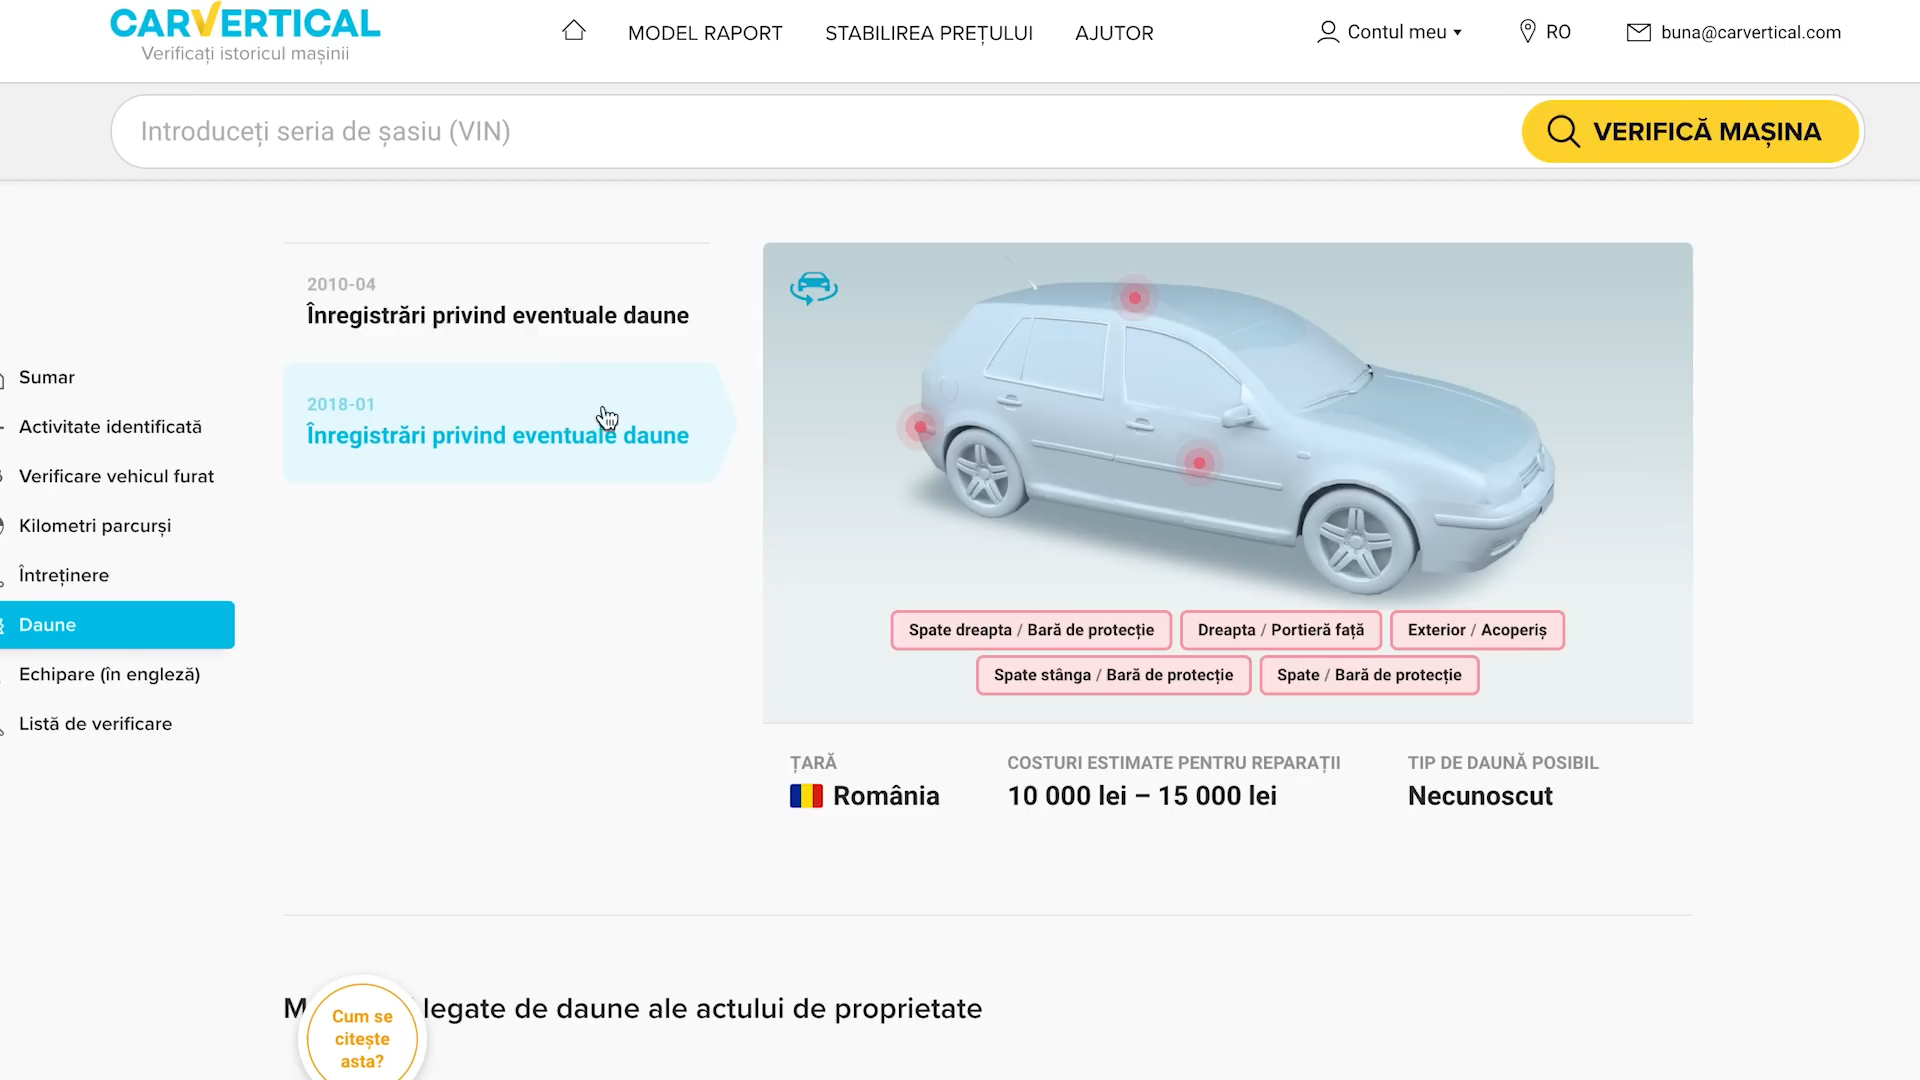 CARVERTICAL
Verificați istoricul mașinii
MODEL RAPORT
STABILIREA PREȚULUI
AJUTOR
Contul meu
RO
buna@carvertical.com
Introduceți seria de șasiu (VIN)
VERIFICĂ MAȘINA
2010-04
Înregistrări privind eventuale daune
2018-01
Înregistrări privind eventuale daune
Sumar
Activitate identificată
Verificare vehicul furat
Kilometri parcurși
Întreținere
Daune
Echipare (în engleză)
Listă de verificare
Spate dreapta / Bară de protecție
Dreapta / Portieră față
Exterior / Acoperiș
Spate stânga / Bară de protecție
Spate / Bară de protecție
ȚARĂ
România
COSTURI ESTIMATE PENTRU REPARAȚII
10 000 lei – 15 000 lei
TIP DE DAUNĂ POSIBIL
Necunoscut
legate de daune ale actului de proprietate
Cum se
citește
asta?